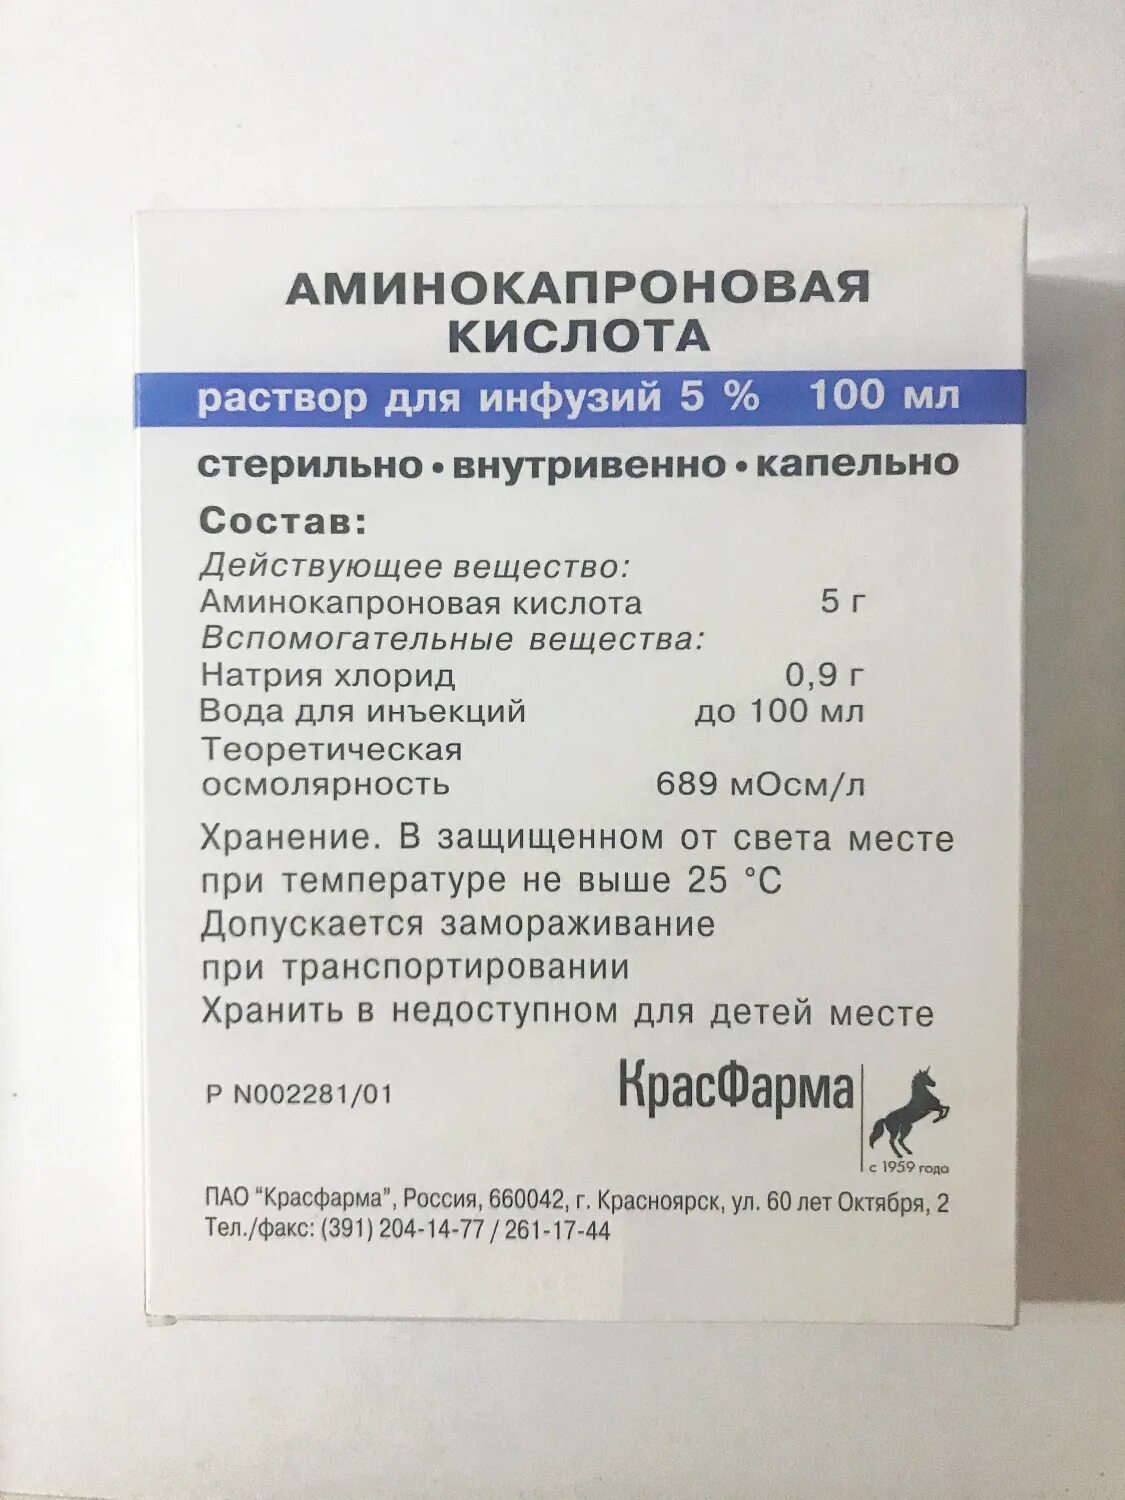 АМИНОКАПРОНОВАЯ
КИСЛОТА
раствор для инфузий 5 % 100 мл
стерильно • внутривенно • капельно
Состав:
Действующее вещество:
Аминокапроновая кислота 5 г
Вспомогательные вещества:
Натрия хлорид 0,9 г
Вода для инъекций до 100 мл
Теоретическая
осмолярность 689 мОсм/л
Хранение. В защищенном от света месте
при температуре не выше 25 °С
Допускается замораживание
при транспортировании
Хранить в недоступном для детей месте
Р N002281/01
КрасФарма
с 1959 года
ПАО "Красфарма", Россия, 660042, г. Красноярск, ул. 60 лет Октября, 2
Тел./факс: (391) 204-14-77 / 261-17-44